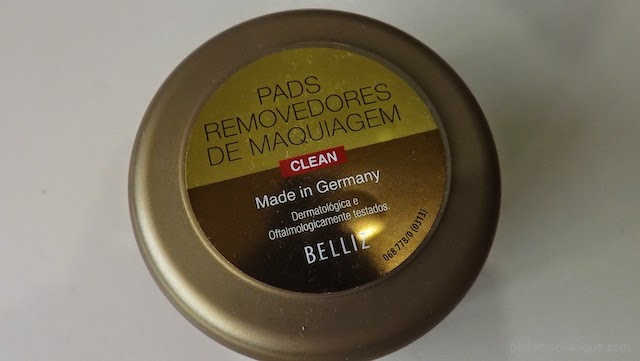 PADS
REMOVEDORES
DE MAQUIAGEM
CLEAN
Made in Germany
Dermatológica e
Oftalmologicamente testados.
BELLIZ
068 778/0 (0313)